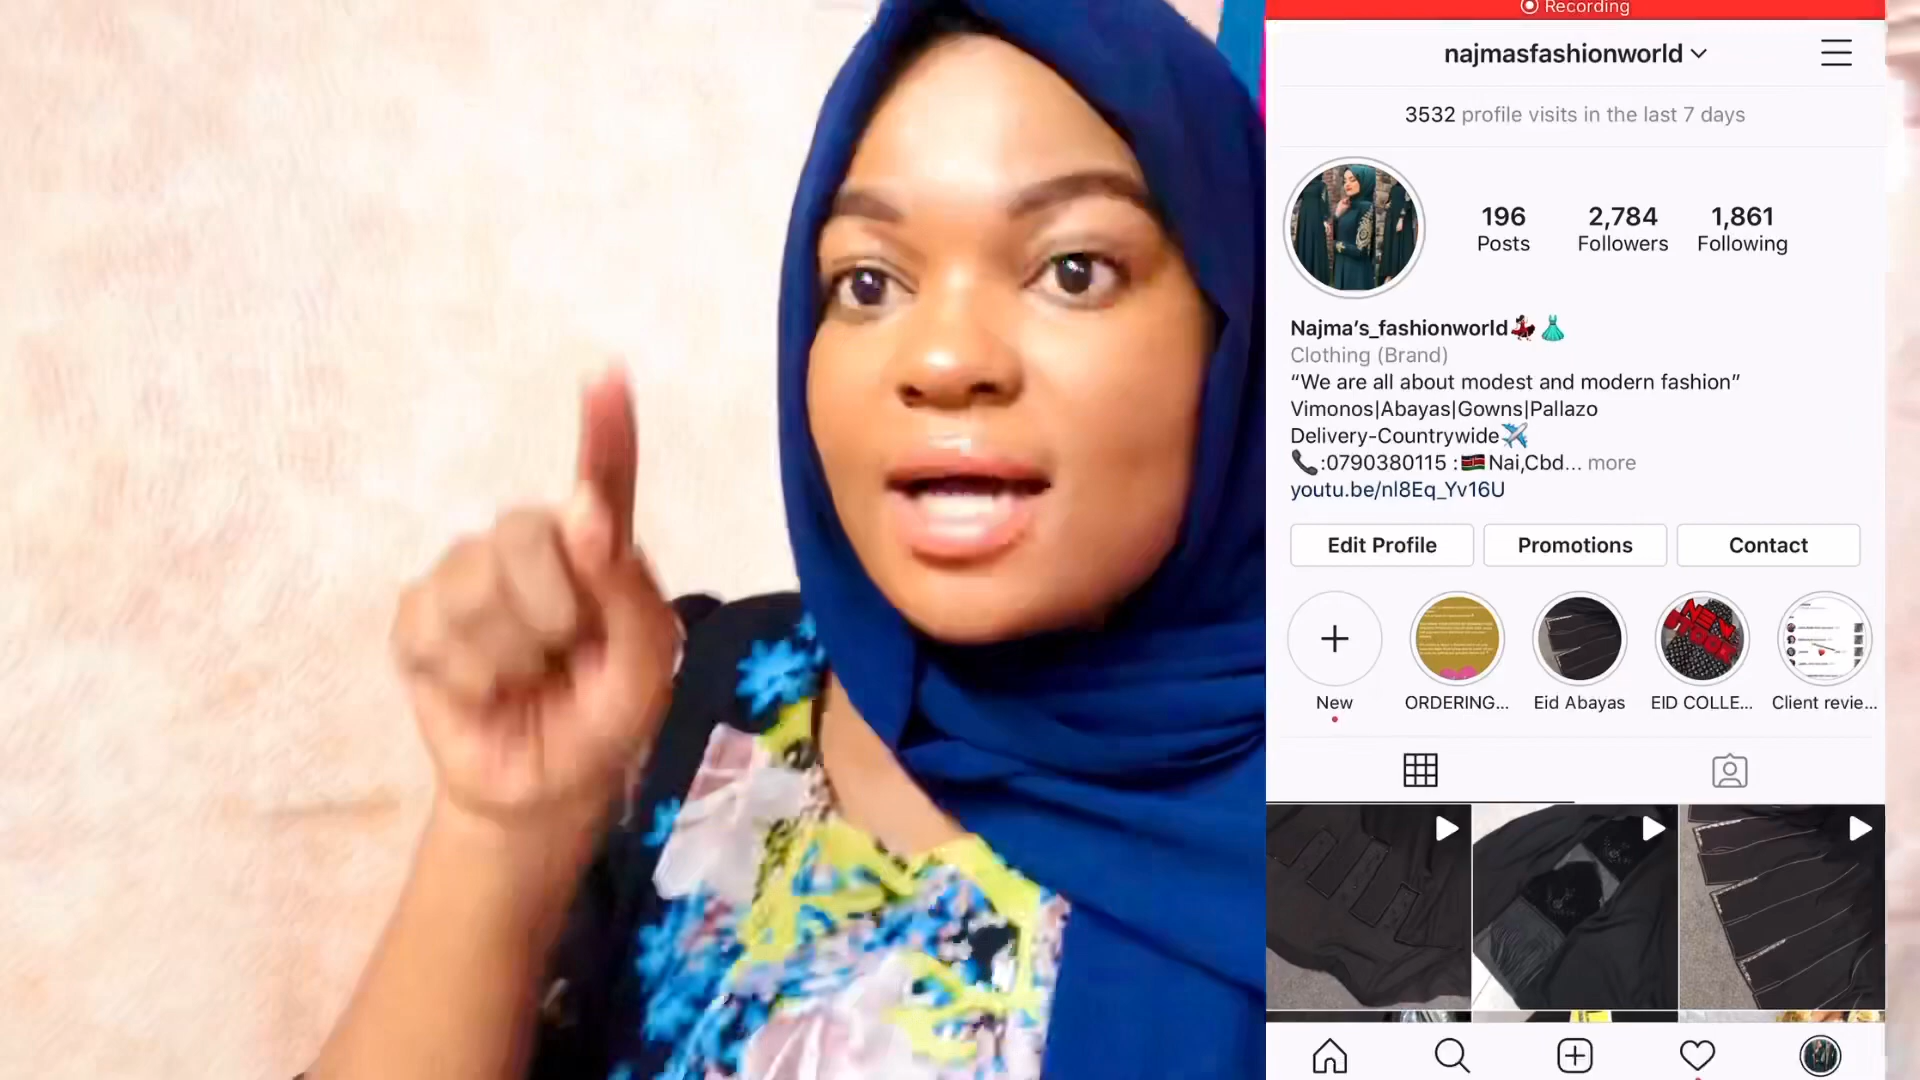 Recording
najmasfashionworld
3532 profile visits in the last 7 days
196 2,784 1,861
Posts Followers Following
Najma’s_fashionworld💃🏻👗
Clothing (Brand)
“We are all about modest and modern fashion”
Vimonos|Abayas|Gowns|Pallazo
Delivery-Countrywide✈️
📞:0790380115 :🇰🇪Nai,Cbd... more
youtu.be/nl8Eq_Yv16U
Edit Profile Promotions Contact
NEW
STOCK
New ORDERING... Eid Abayas EID COLLE... Client revie...